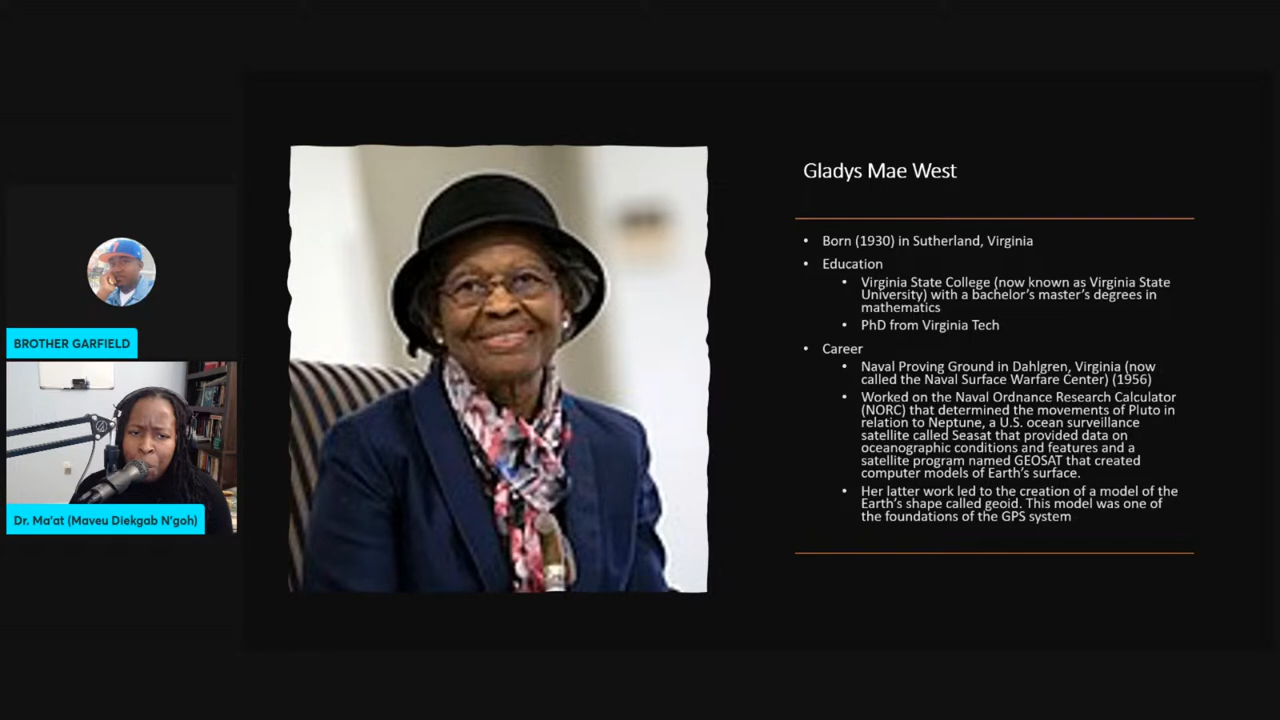 Gladys Mae West
• Born (1930) in Sutherland, Virginia
• Education
• Virginia State College (now known as Virginia State
University) with a bachelor's master's degrees in
mathematics
• PhD from Virginia Tech
• Career
• Naval Proving Ground in Dahlgren, Virginia (now
called the Naval Surface Warfare Center) (1956)
• Worked on the Naval Ordnance Research Calculator
(NORC) that determined the movements of Pluto in
relation to Neptune, a U.S. ocean surveillance
satellite called Seasat that provided data on
oceanographic conditions and features and a
satellite program named GEOSAT that created
computer models of Earth's surface.
• Her latter work led to the creation of a model of the
Earth's shape called geoid. This model was one of
the foundations of the GPS system
BROTHER GARFIELD
Dr. Ma'at (Maveu Diekgab N'goh)